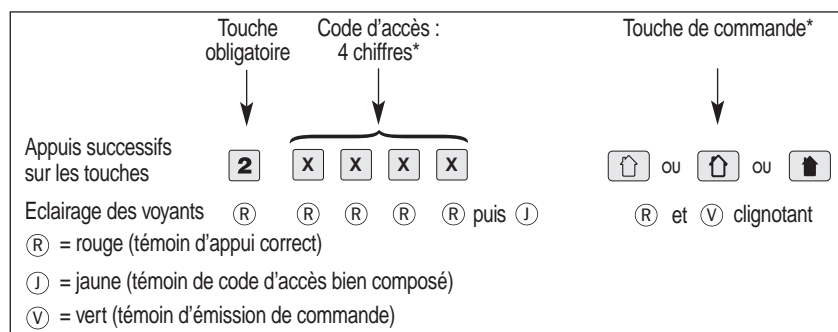 Touche obligatoire
Code d'accès : 4 chiffres*
Touche de commande*
Appuis successifs sur les touches
2 X X X X ou ou
Eclairage des voyants R R R R R puis J R et V clignotant
R = rouge (témoin d'appui correct)
J = jaune (témoin de code d'accès bien composé)
V = vert (témoin d'émission de commande)